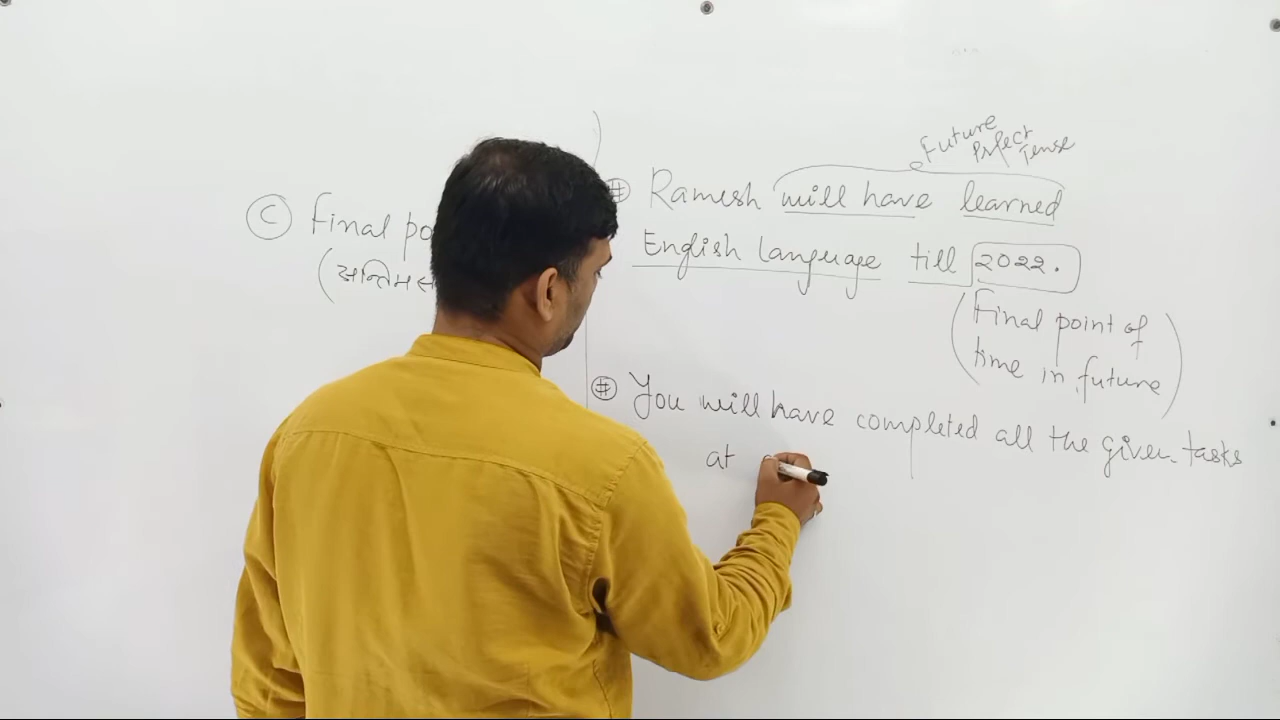 Ⓒ Final po
(अन्तिम स
Future
Perfect
Tense
# Ramesh will have learned
English language till 2022.
(Final point of
time in future)
# You will have completed all the given tasks
at